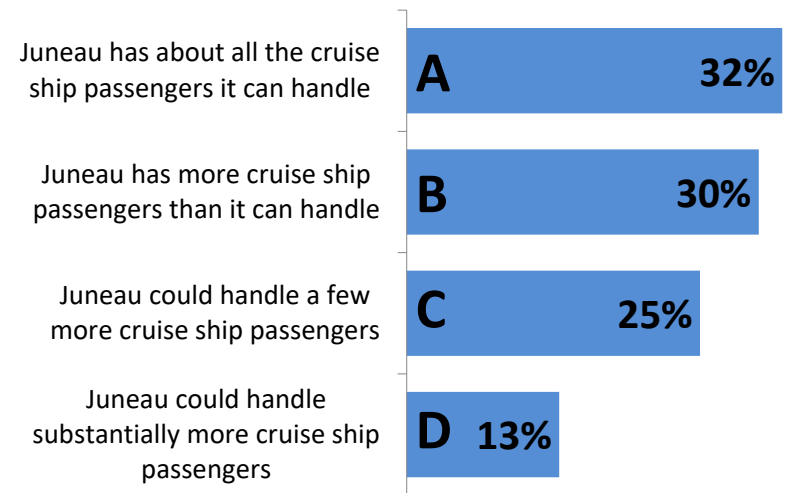 Juneau has about all the cruise
ship passengers it can handle
A 32%
Juneau has more cruise ship
passengers than it can handle
B 30%
Juneau could handle a few
more cruise ship passengers
C 25%
Juneau could handle
substantially more cruise ship
passengers
D 13%